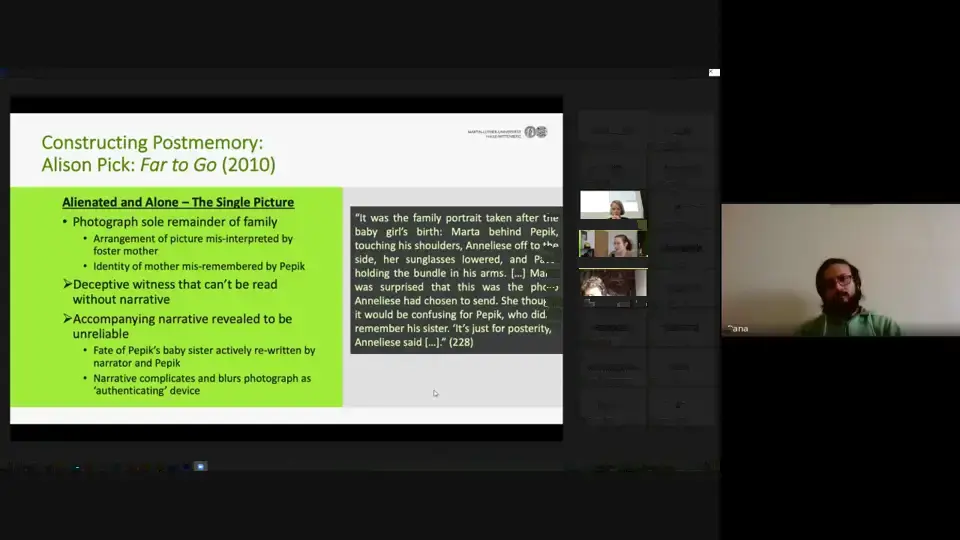 Constructing Postmemory:
Alison Pick: Far to Go (2010)
MARTIN-LUTHER-UNIVERSITÄT
HALLE-WITTENBERG
Alienated and Alone – The Single Picture
• Photograph sole remainder of family
• Arrangement of picture mis-interpreted by
foster mother
• Identity of mother mis-remembered by Pepik
➢Deceptive witness that can't be read
without narrative
➢Accompanying narrative revealed to be
unreliable
• Fate of Pepik's baby sister actively re-written by
narrator and Pepik
• Narrative complicates and blurs photograph as
'authenticating' device
"It was the family portrait taken after the
baby girl's birth: Marta behind Pepik,
touching his shoulders, Anneliese off to the
side, her sunglasses lowered, and
holding the bundle in his arms. […]
was surprised that this was the
Anneliese had chosen to send. She
it would be confusing for Pepik, who
remember his sister. 'It's just for posterity,
Anneliese said […]." (228)